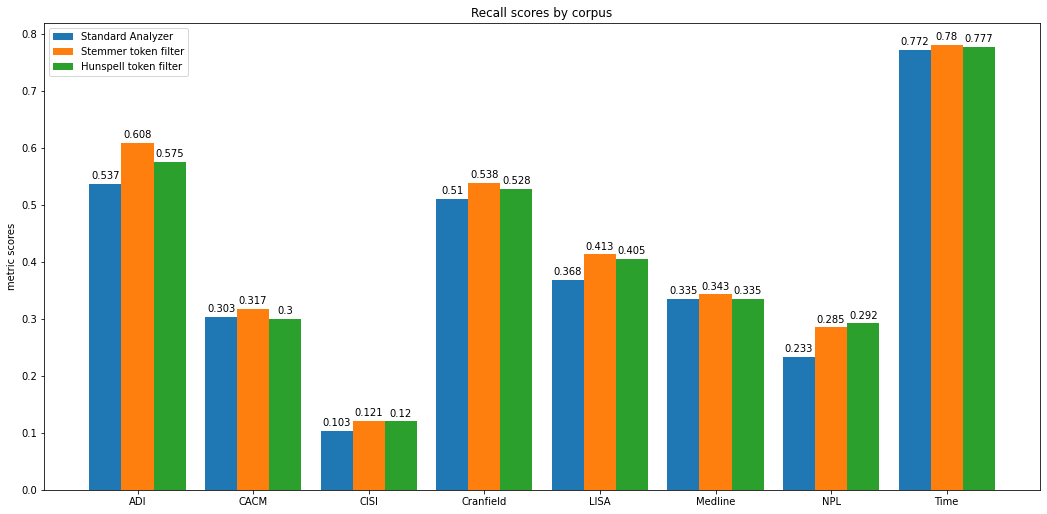 Recall scores by corpus
Standard Analyzer
Stemmer token filter
Hunspell token filter
metric scores
0.8
0.7
0.6
0.5
0.4
0.3
0.2
0.1
0.0
0.537
0.608
0.575
0.303
0.317
0.3
0.103
0.121
0.12
0.51
0.538
0.528
0.368
0.413
0.405
0.335
0.343
0.335
0.233
0.285
0.292
0.772
0.78
0.777
ADI
CACM
CISI
Cranfield
LISA
Medline
NPL
Time